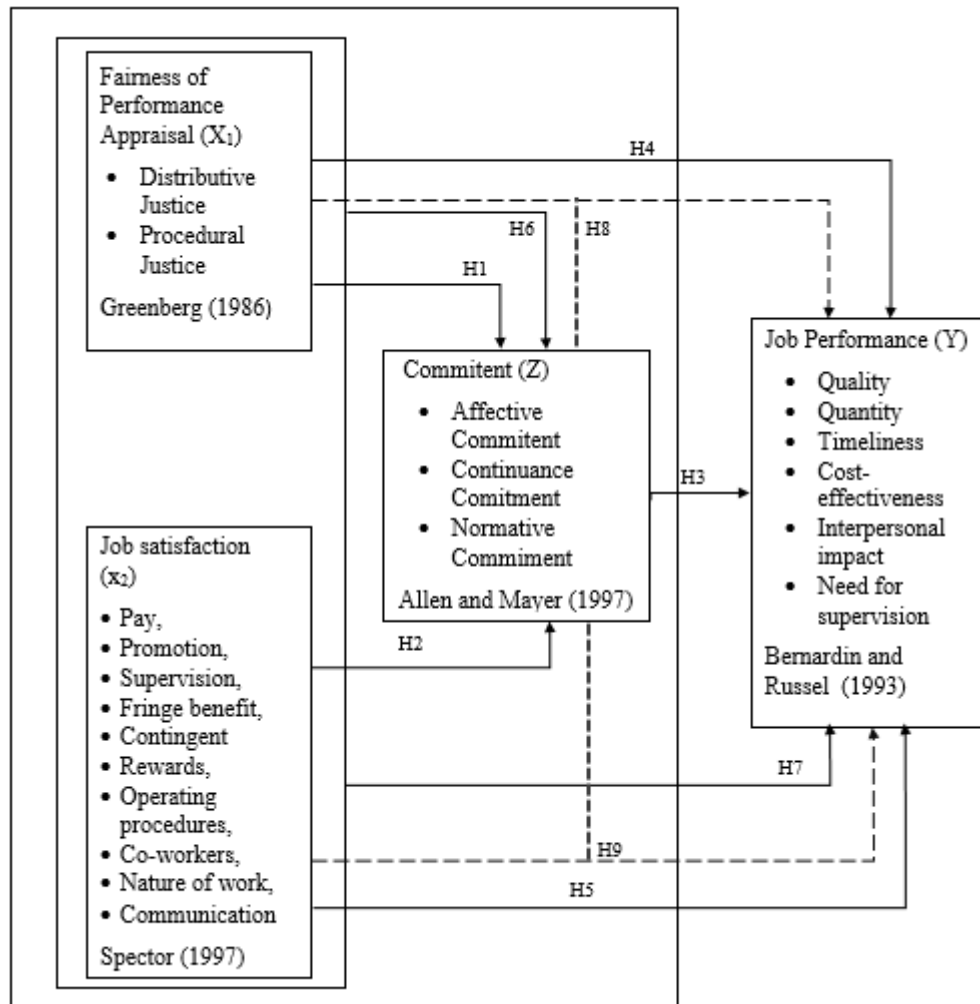 Fairness of
Performance
Appraisal (X₁)
• Distributive
Justice
• Procedural
Justice
Greenberg (1986)
H4
H6
H8
H1
Commitent (Z)
• Affective
Commitent
• Continuance
Comitment
• Normative
Commiment
Allen and Mayer (1997)
H3
Job Performance (Y)
• Quality
• Quantity
• Timeliness
• Cost-
effectiveness
• Interpersonal
impact
• Need for
supervision
Bernardin and
Russel (1993)
Job satisfaction
(x₂)
• Pay,
• Promotion,
• Supervision,
• Fringe benefit,
• Contingent
• Rewards,
• Operating
procedures,
• Co-workers,
• Nature of work,
• Communication
Spector (1997)
H2
H7
H9
H5